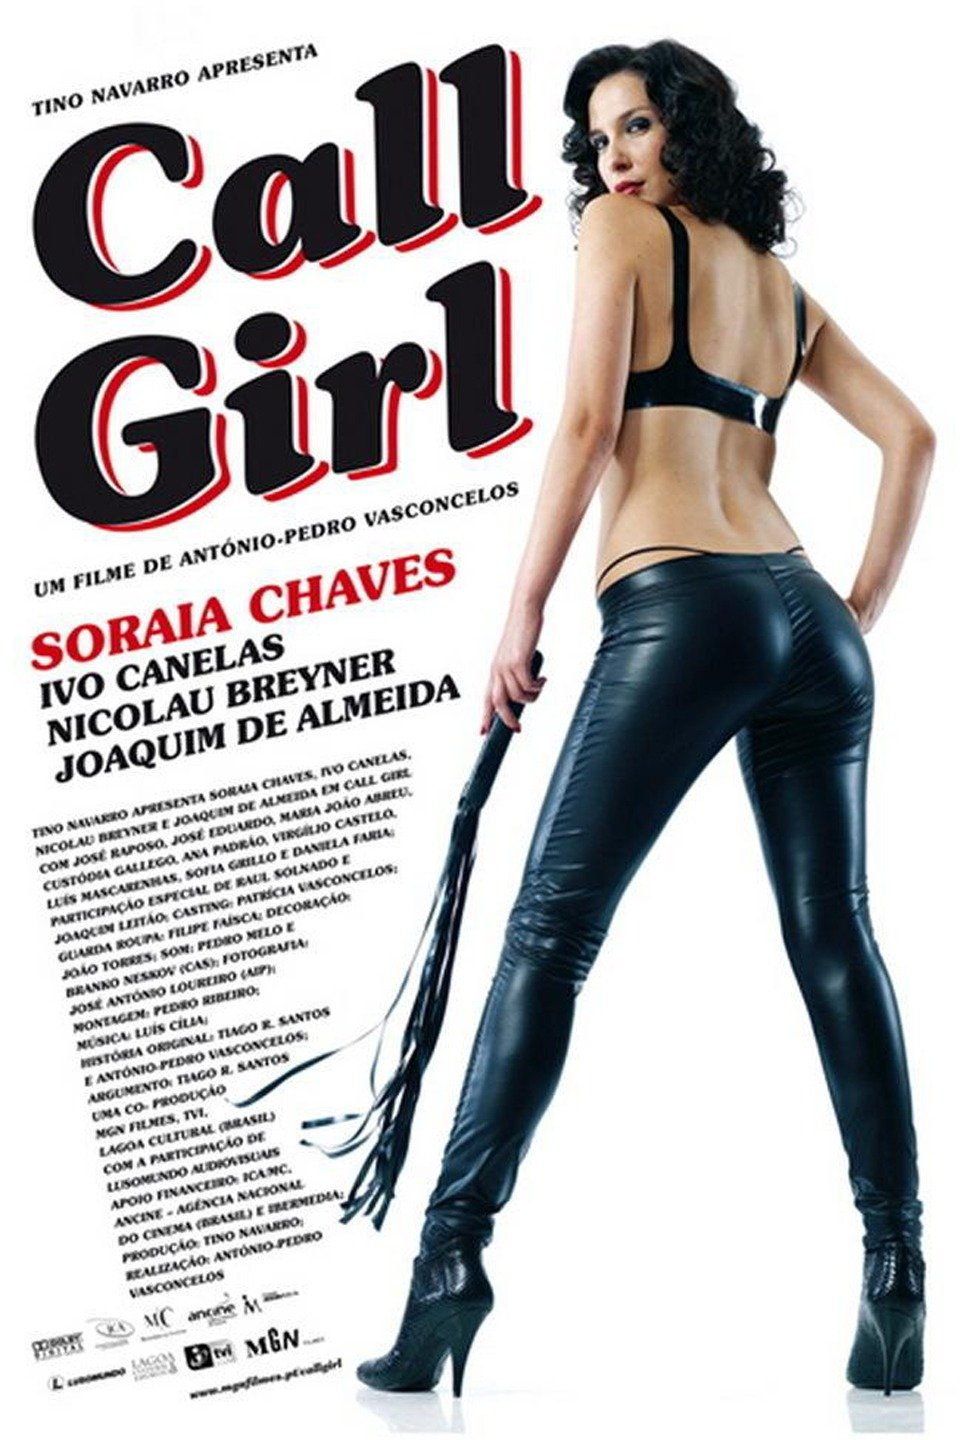 TINO NAVARRO APRESENTA
Call
Girl
UM FILME DE ANTÓNIO-PEDRO VASCONCELOS
SORAIA CHAVES
IVO CANELAS
NICOLAU BREYNER
JOAQUIM DE ALMEIDA
TINO NAVARRO APRESENTA SORAIA CHAVES, IVO CANELAS,
NICOLAU BREYNER E JOAQUIM DE ALMEIDA EM CALL GIRL
COM JOSÉ RAPOSO, JOSÉ EDUARDO, MARIA JOÃO ABREU,
CUSTÓDIA GALLEGO, ANA PADRÃO, VIRGÍLIO CASTELO,
LUÍS MASCARENHAS, SOFIA GRILLO E DANIELA FARIA;
PARTICIPAÇÃO ESPECIAL DE RAUL SOLNADO E
JOAQUIM LEITÃO; CASTING: PATRÍCIA VASCONCELOS;
GUARDA ROUPA: FILIPE FAÍSCA; DECORAÇÃO:
JOÃO TORRES; SOM: PEDRO MELO E
BRANKO NESKOV (CAS); FOTOGRAFIA:
JOSÉ ANTÓNIO LOUREIRO (AIP);
MONTAGEM: PEDRO RIBEIRO;
MÚSICA: LUÍS CÍLIA;
HISTÓRIA ORIGINAL: TIAGO R. SANTOS
E ANTÓNIO-PEDRO VASCONCELOS;
ARGUMENTO: TIAGO R. SANTOS
UMA CO- PRODUÇÃO
MGN FILMES, TVI,
LAGOA CULTURAL (BRASIL)
COM A PARTICIPAÇÃO DE
LUSOMUNDO AUDIOVISUAIS
APOIO FINANCEIRO: ICA/MC,
ANCINE – AGÊNCIA NACIONAL
DO CINEMA (BRASIL) E IBERMEDIA;
PRODUÇÃO: TINO NAVARRO;
REALIZAÇÃO: ANTÓNIO-PEDRO
VASCONCELOS
DOLBY DIGITAL ICA MC ancine
L LUSOMUNDO LAGOA tvi MGN FILMES
www.mgnfilmes.pt/callgirl